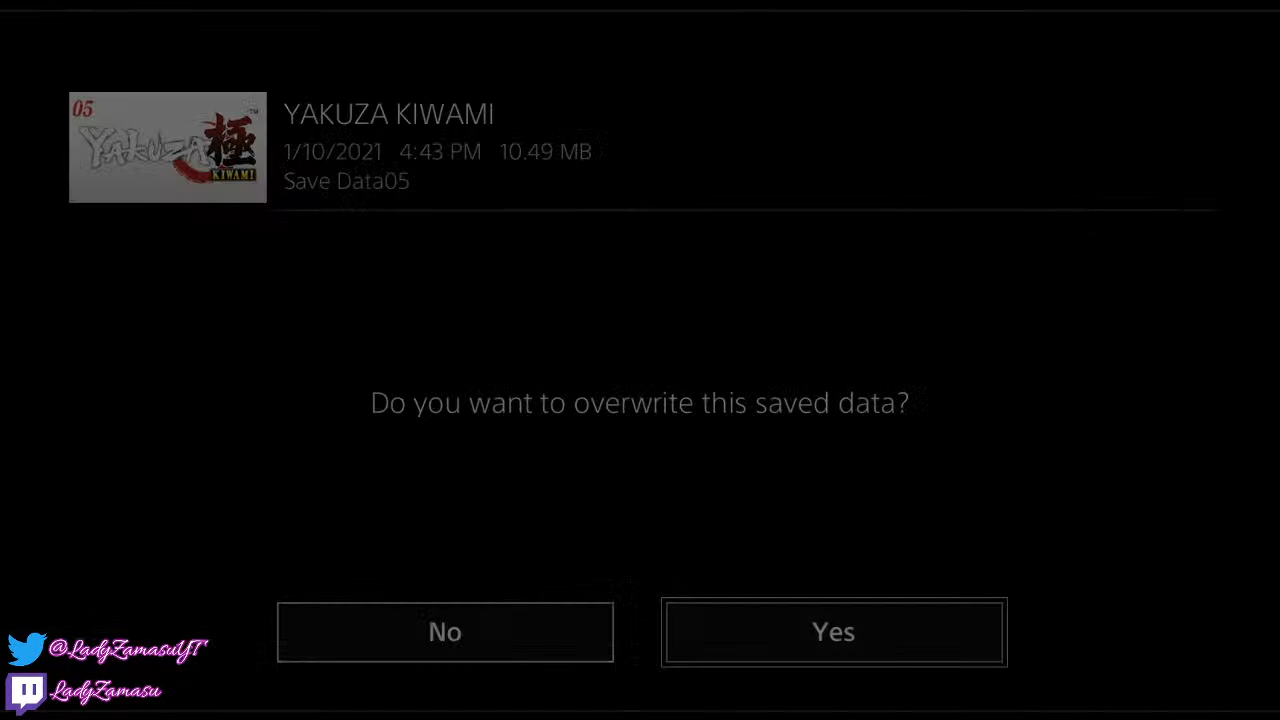 05
YAKUZA 極 ™
KIWAMI
YAKUZA KIWAMI
1/10/2021 4:43 PM 10.49 MB
Save Data05
Do you want to overwrite this saved data?
No
Yes
@LadyZamasuYT
LadyZamasu